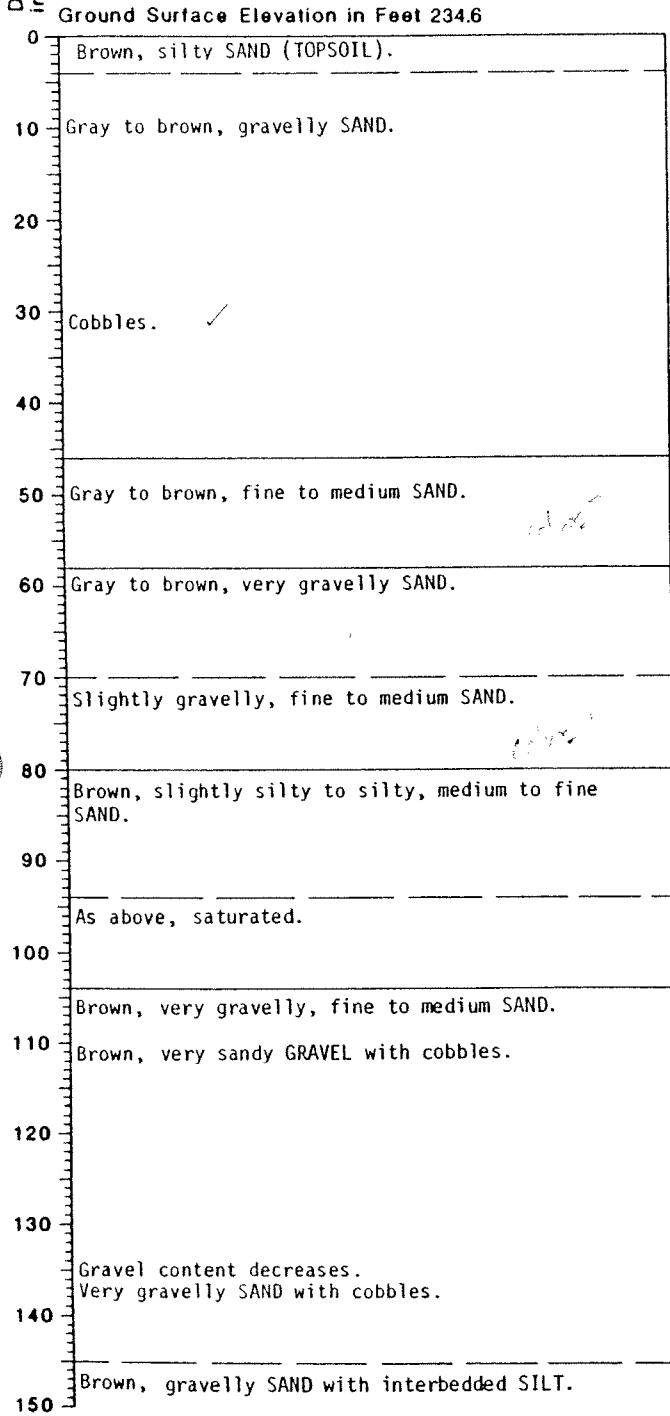 Ground Surface Elevation in Feet 234.6
0
Brown, silty SAND (TOPSOIL).
10
Gray to brown, gravelly SAND.
20
30
Cobbles.
40
50
Gray to brown, fine to medium SAND.
60
Gray to brown, very gravelly SAND.
70
Slightly gravelly, fine to medium SAND.
80
Brown, slightly silty to silty, medium to fine
SAND.
90
As above, saturated.
100
Brown, very gravelly, fine to medium SAND.
110
Brown, very sandy GRAVEL with cobbles.
120
130
Gravel content decreases.
Very gravelly SAND with cobbles.
140
Brown, gravelly SAND with interbedded SILT.
150